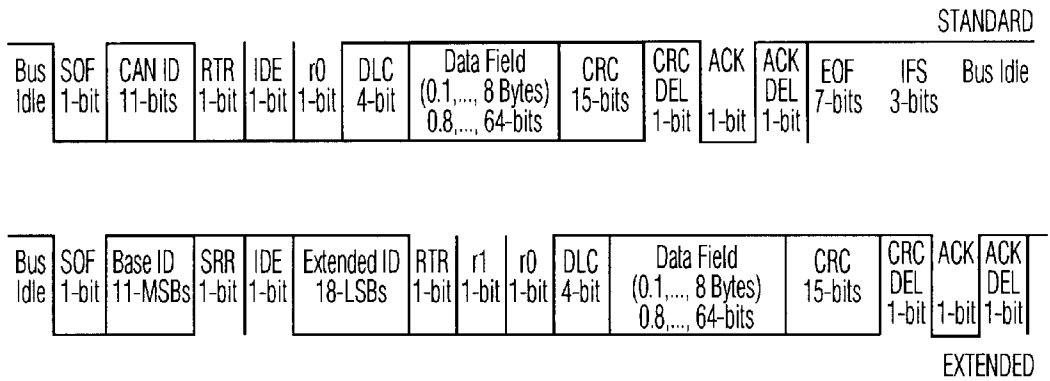 STANDARD
Bus Idle
SOF 1-bit
CAN ID 11-bits
RTR 1-bit
IDE 1-bit
r0 1-bit
DLC 4-bit
Data Field (0.1,..., 8 Bytes) 0.8,..., 64-bits
CRC 15-bits
CRC DEL 1-bit
ACK 1-bit
ACK DEL 1-bit
EOF 7-bits
IFS 3-bits
Bus Idle
Bus Idle
SOF 1-bit
Base ID 11-MSBs
SRR 1-bit
IDE 1-bit
Extended ID 18-LSBs
RTR 1-bit
r1 1-bit
r0 1-bit
DLC 4-bit
Data Field (0.1,..., 8 Bytes) 0.8,..., 64-bits
CRC 15-bits
CRC DEL 1-bit
ACK 1-bit
ACK DEL 1-bit
EXTENDED